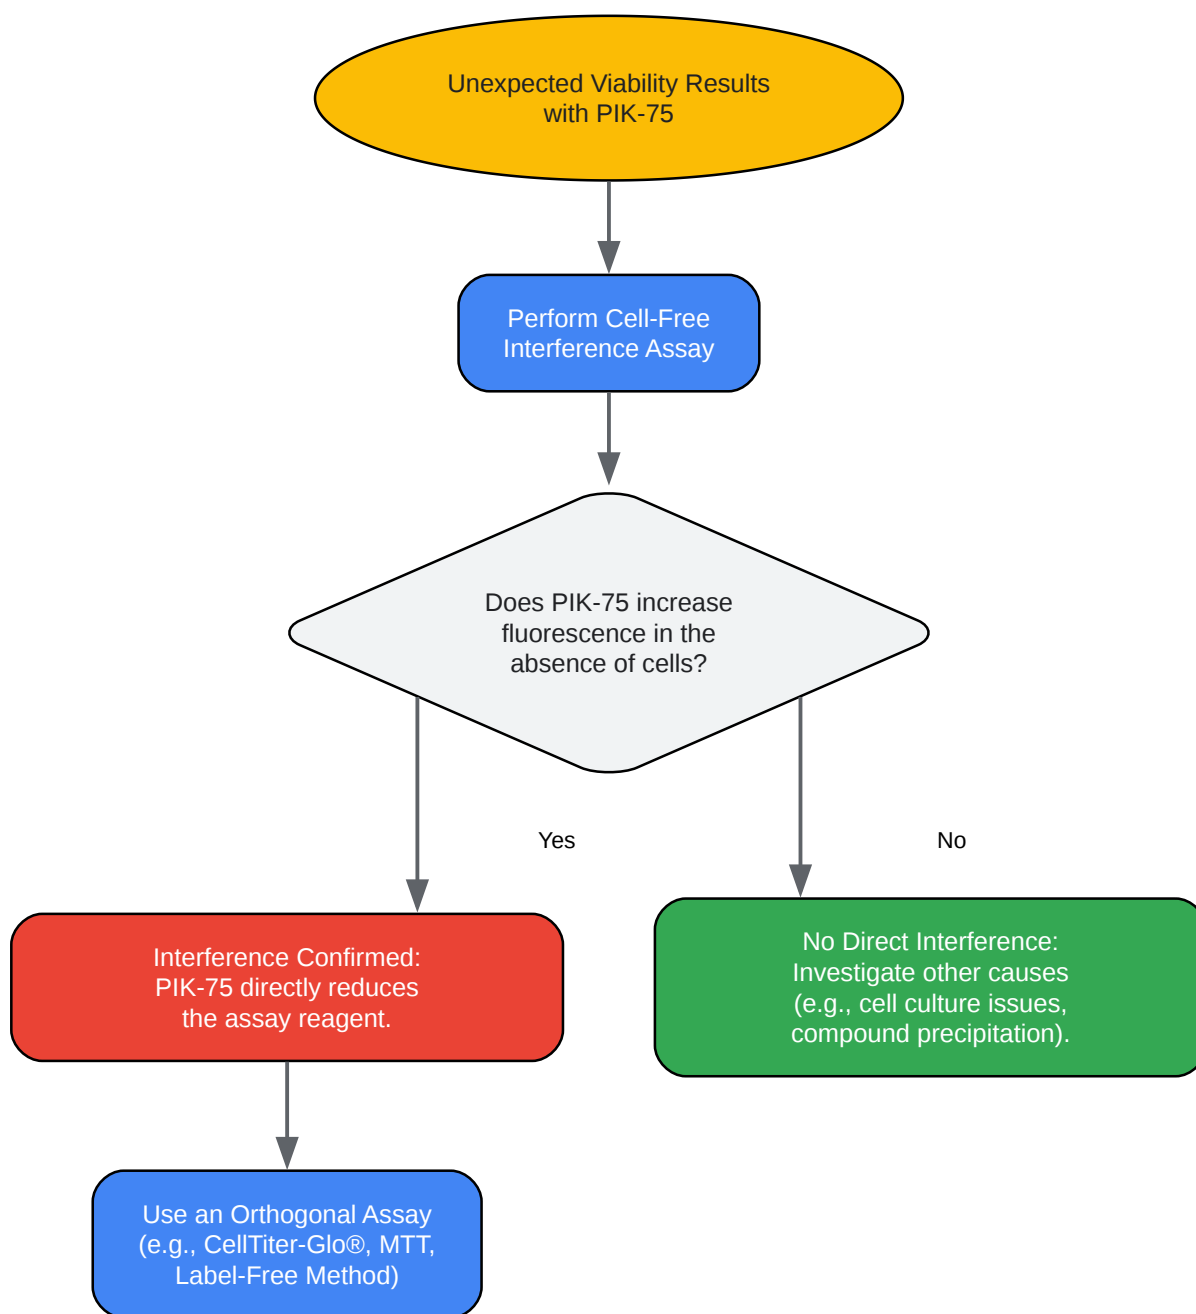 Unexpected Viability Results
with PIK-75
Perform Cell-Free
Interference Assay
Does PIK-75 increase
fluorescence in the
absence of cells?
Yes
No
Interference Confirmed:
PIK-75 directly reduces
the assay reagent.
No Direct Interference:
Investigate other causes
(e.g., cell culture issues,
compound precipitation).
Use an Orthogonal Assay
(e.g., CellTiter-Glo®, MTT,
Label-Free Method)